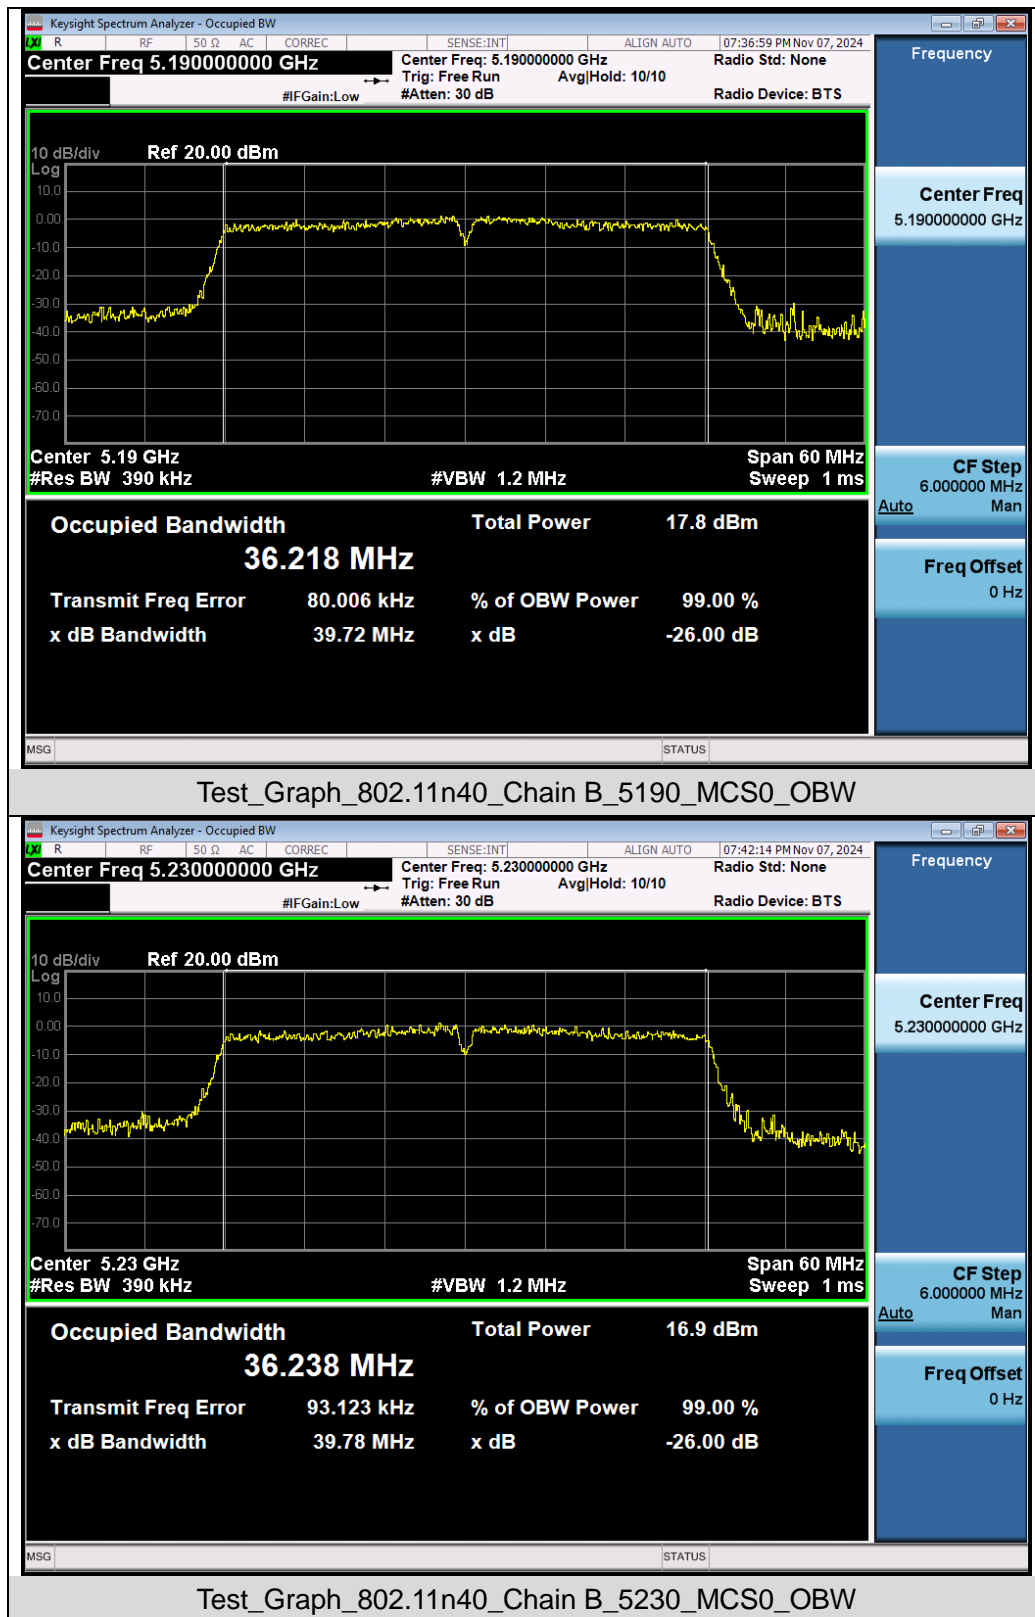 Keysight Spectrum Analyzer - Occupied BW
LXI R RF 50 Ω AC CORREC SENSE:INT ALIGN AUTO 07:36:59 PM Nov 07, 2024
Center Freq 5.190000000 GHz
Center Freq: 5.190000000 GHz
Radio Std: None
Trig: Free Run Avg|Hold: 10/10
#IFGain:Low #Atten: 30 dB Radio Device: BTS
Frequency
10 dB/div Ref 20.00 dBm
Log
10.0
0.00
-10.0
-20.0
-30.0
-40.0
-50.0
-60.0
-70.0
Center 5.19 GHz Span 60 MHz
#Res BW 390 kHz #VBW 1.2 MHz Sweep 1 ms
Center Freq
5.190000000 GHz
CF Step
6.000000 MHz
Auto Man
Freq Offset
0 Hz
Occupied Bandwidth Total Power 17.8 dBm
36.218 MHz
Transmit Freq Error 80.006 kHz % of OBW Power 99.00 %
x dB Bandwidth 39.72 MHz x dB -26.00 dB
MSG STATUS
Test_Graph_802.11n40_Chain B_5190_MCS0_OBW
Keysight Spectrum Analyzer - Occupied BW
LXI R RF 50 Ω AC CORREC SENSE:INT ALIGN AUTO 07:42:14 PM Nov 07, 2024
Center Freq 5.230000000 GHz
Center Freq: 5.230000000 GHz
Radio Std: None
Trig: Free Run Avg|Hold: 10/10
#IFGain:Low #Atten: 30 dB Radio Device: BTS
Frequency
10 dB/div Ref 20.00 dBm
Log
10.0
0.00
-10.0
-20.0
-30.0
-40.0
-50.0
-60.0
-70.0
Center 5.23 GHz Span 60 MHz
#Res BW 390 kHz #VBW 1.2 MHz Sweep 1 ms
Center Freq
5.230000000 GHz
CF Step
6.000000 MHz
Auto Man
Freq Offset
0 Hz
Occupied Bandwidth Total Power 16.9 dBm
36.238 MHz
Transmit Freq Error 93.123 kHz % of OBW Power 99.00 %
x dB Bandwidth 39.78 MHz x dB -26.00 dB
MSG STATUS
Test_Graph_802.11n40_Chain B_5230_MCS0_OBW